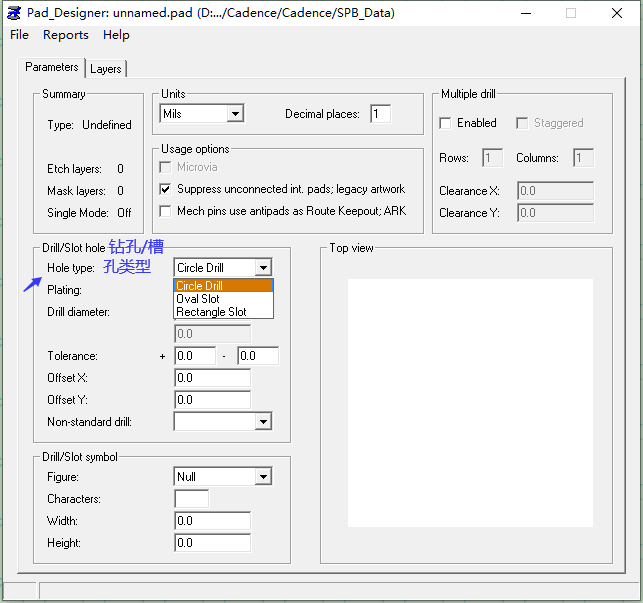 Pad_Designer: unnamed.pad (D:.../Cadence/Cadence/SPB_Data)
File Reports Help
Parameters Layers
Summary
Type: Undefined
Etch layers: 0
Mask layers: 0
Single Mode: Off
Units
Mils
Decimal places: 1
Usage options
Microvia
Suppress unconnected int. pads; legacy artwork
Mech pins use antipads as Route Keepout; ARK
Multiple drill
Enabled Staggered
Rows: 1 Columns: 1
Clearance X: 0.0
Clearance Y: 0.0
Drill/Slot hole 钻孔/槽
Hole type: 孔类型 Circle Drill
Circle Drill
Oval Slot
Rectangle Slot
Plating:
Drill diameter:
0.0
Tolerance: + 0.0 - 0.0
Offset X: 0.0
Offset Y: 0.0
Non-standard drill:
Drill/Slot symbol
Figure: Null
Characters:
Width: 0.0
Height: 0.0
Top view